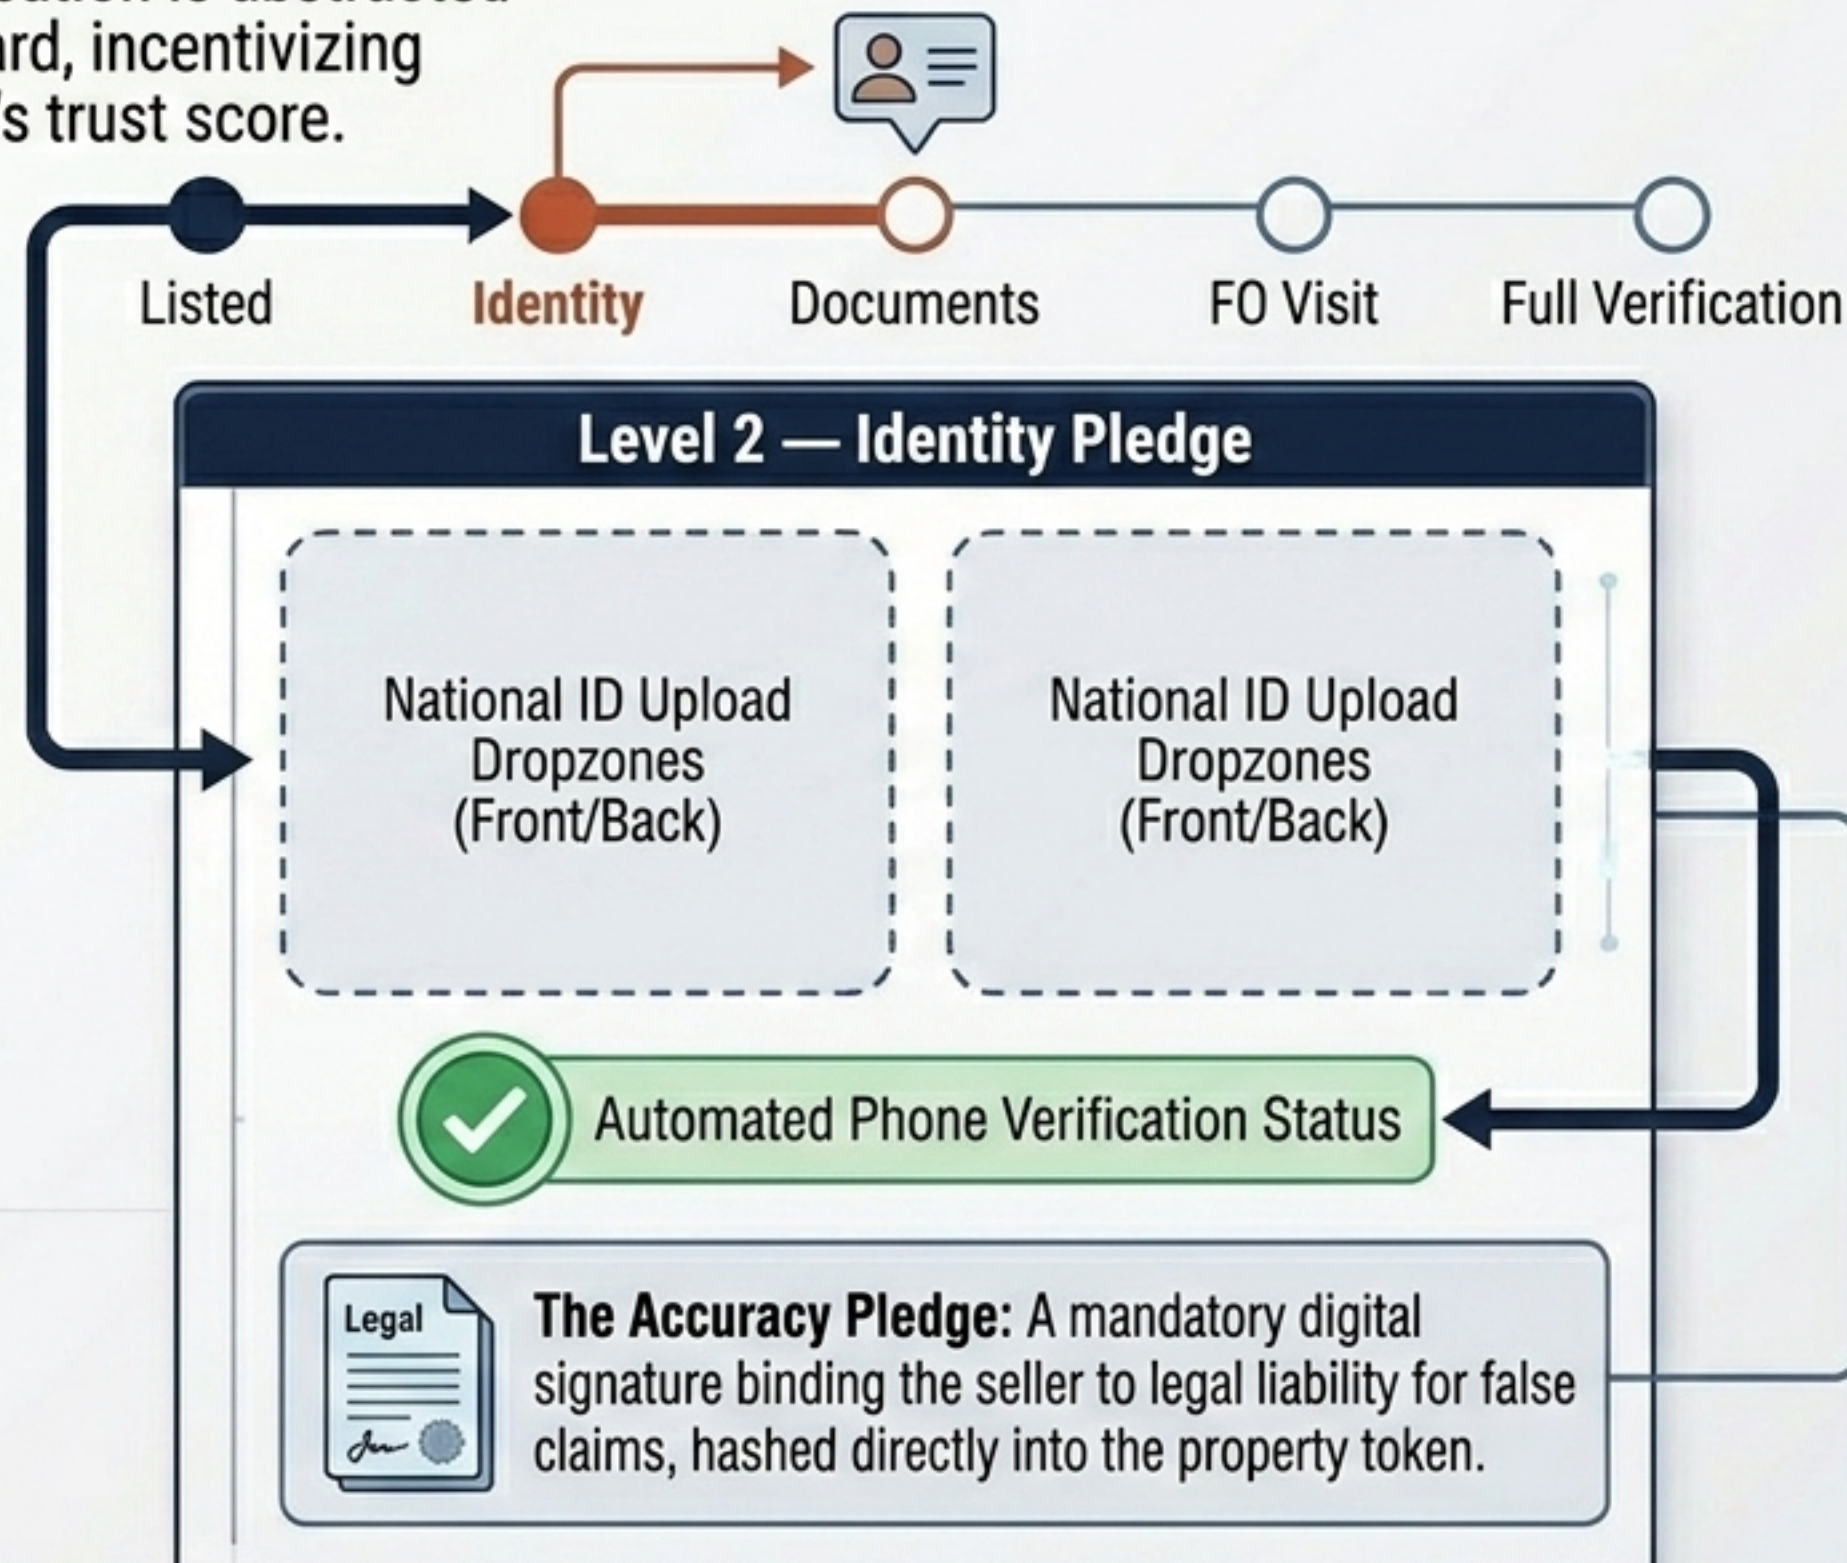 ard, incentivizing
's trust score.
Listed
Identity
Documents
FO Visit
Full Verification
Level 2 — Identity Pledge
National ID Upload
Dropzones
(Front/Back)
National ID Upload
Dropzones
(Front/Back)
Automated Phone Verification Status
Legal
The Accuracy Pledge: A mandatory digital
signature binding the seller to legal liability for false
claims, hashed directly into the property token.